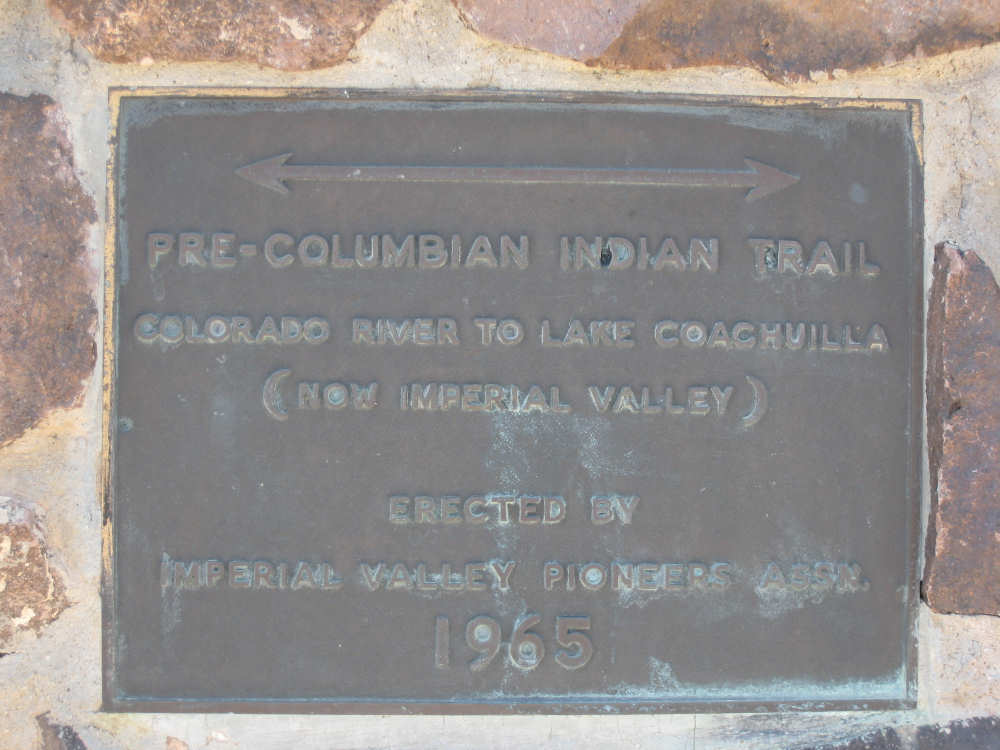 PRE-COLUMBIAN INDIAN TRAIL
COLORADO RIVER TO LAKE COACHUILLA
(NOW IMPERIAL VALLEY)
ERECTED BY
IMPERIAL VALLEY PIONEERS ASSN.
1965